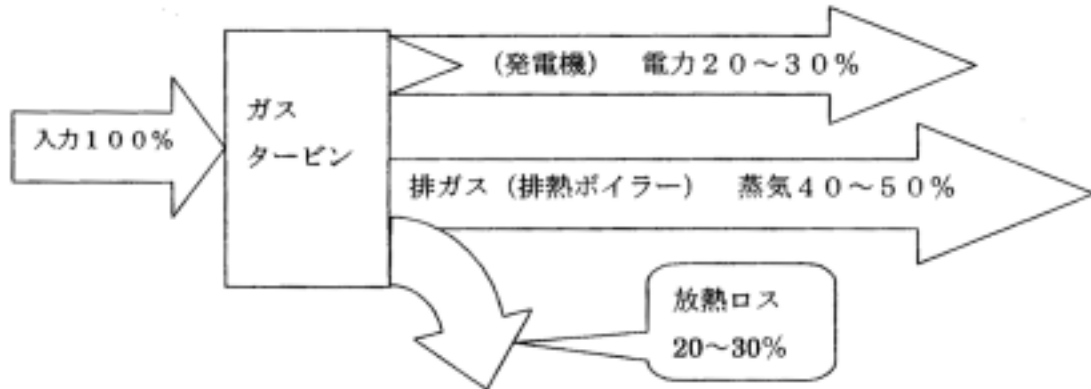 (発電機) 電力20~30%
入力100%
ガス
タービン
排ガス(排熱ボイラー) 蒸気40~50%
放熱ロス
20~30%